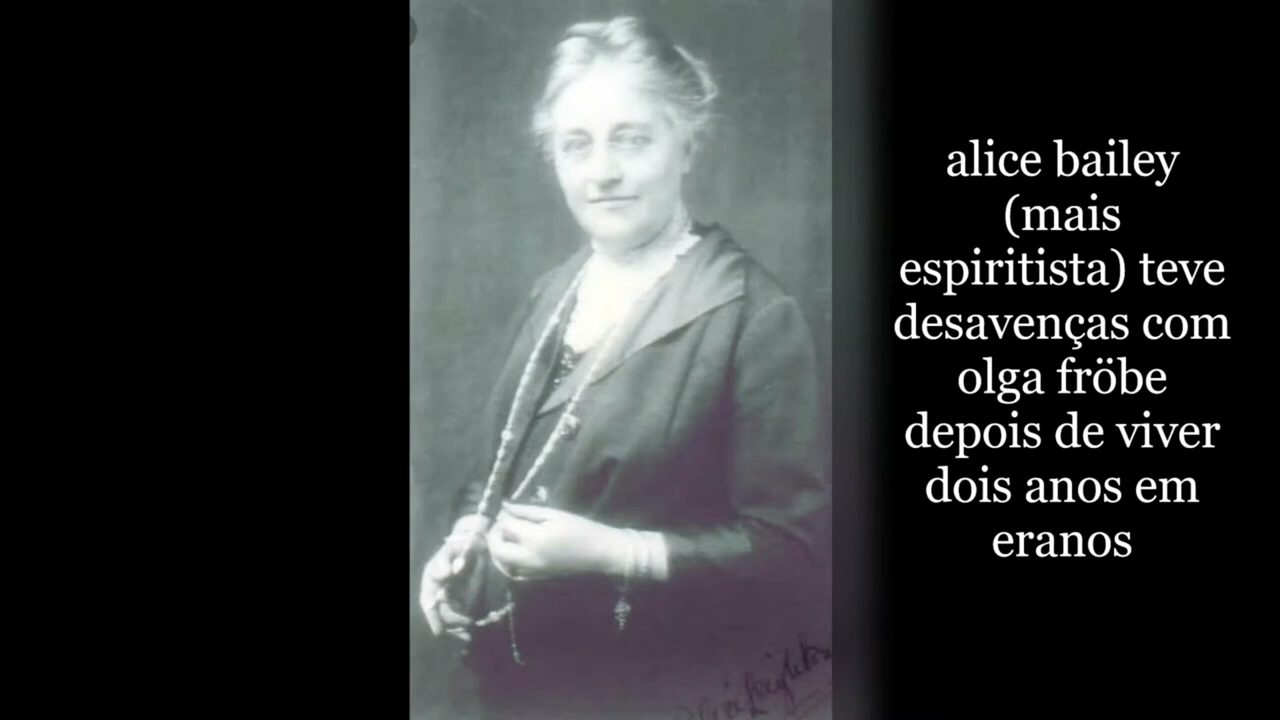 alice bailey
(mais
espiritista) teve
desavenças com
olga fröbe
depois de viver
dois anos em
eranos